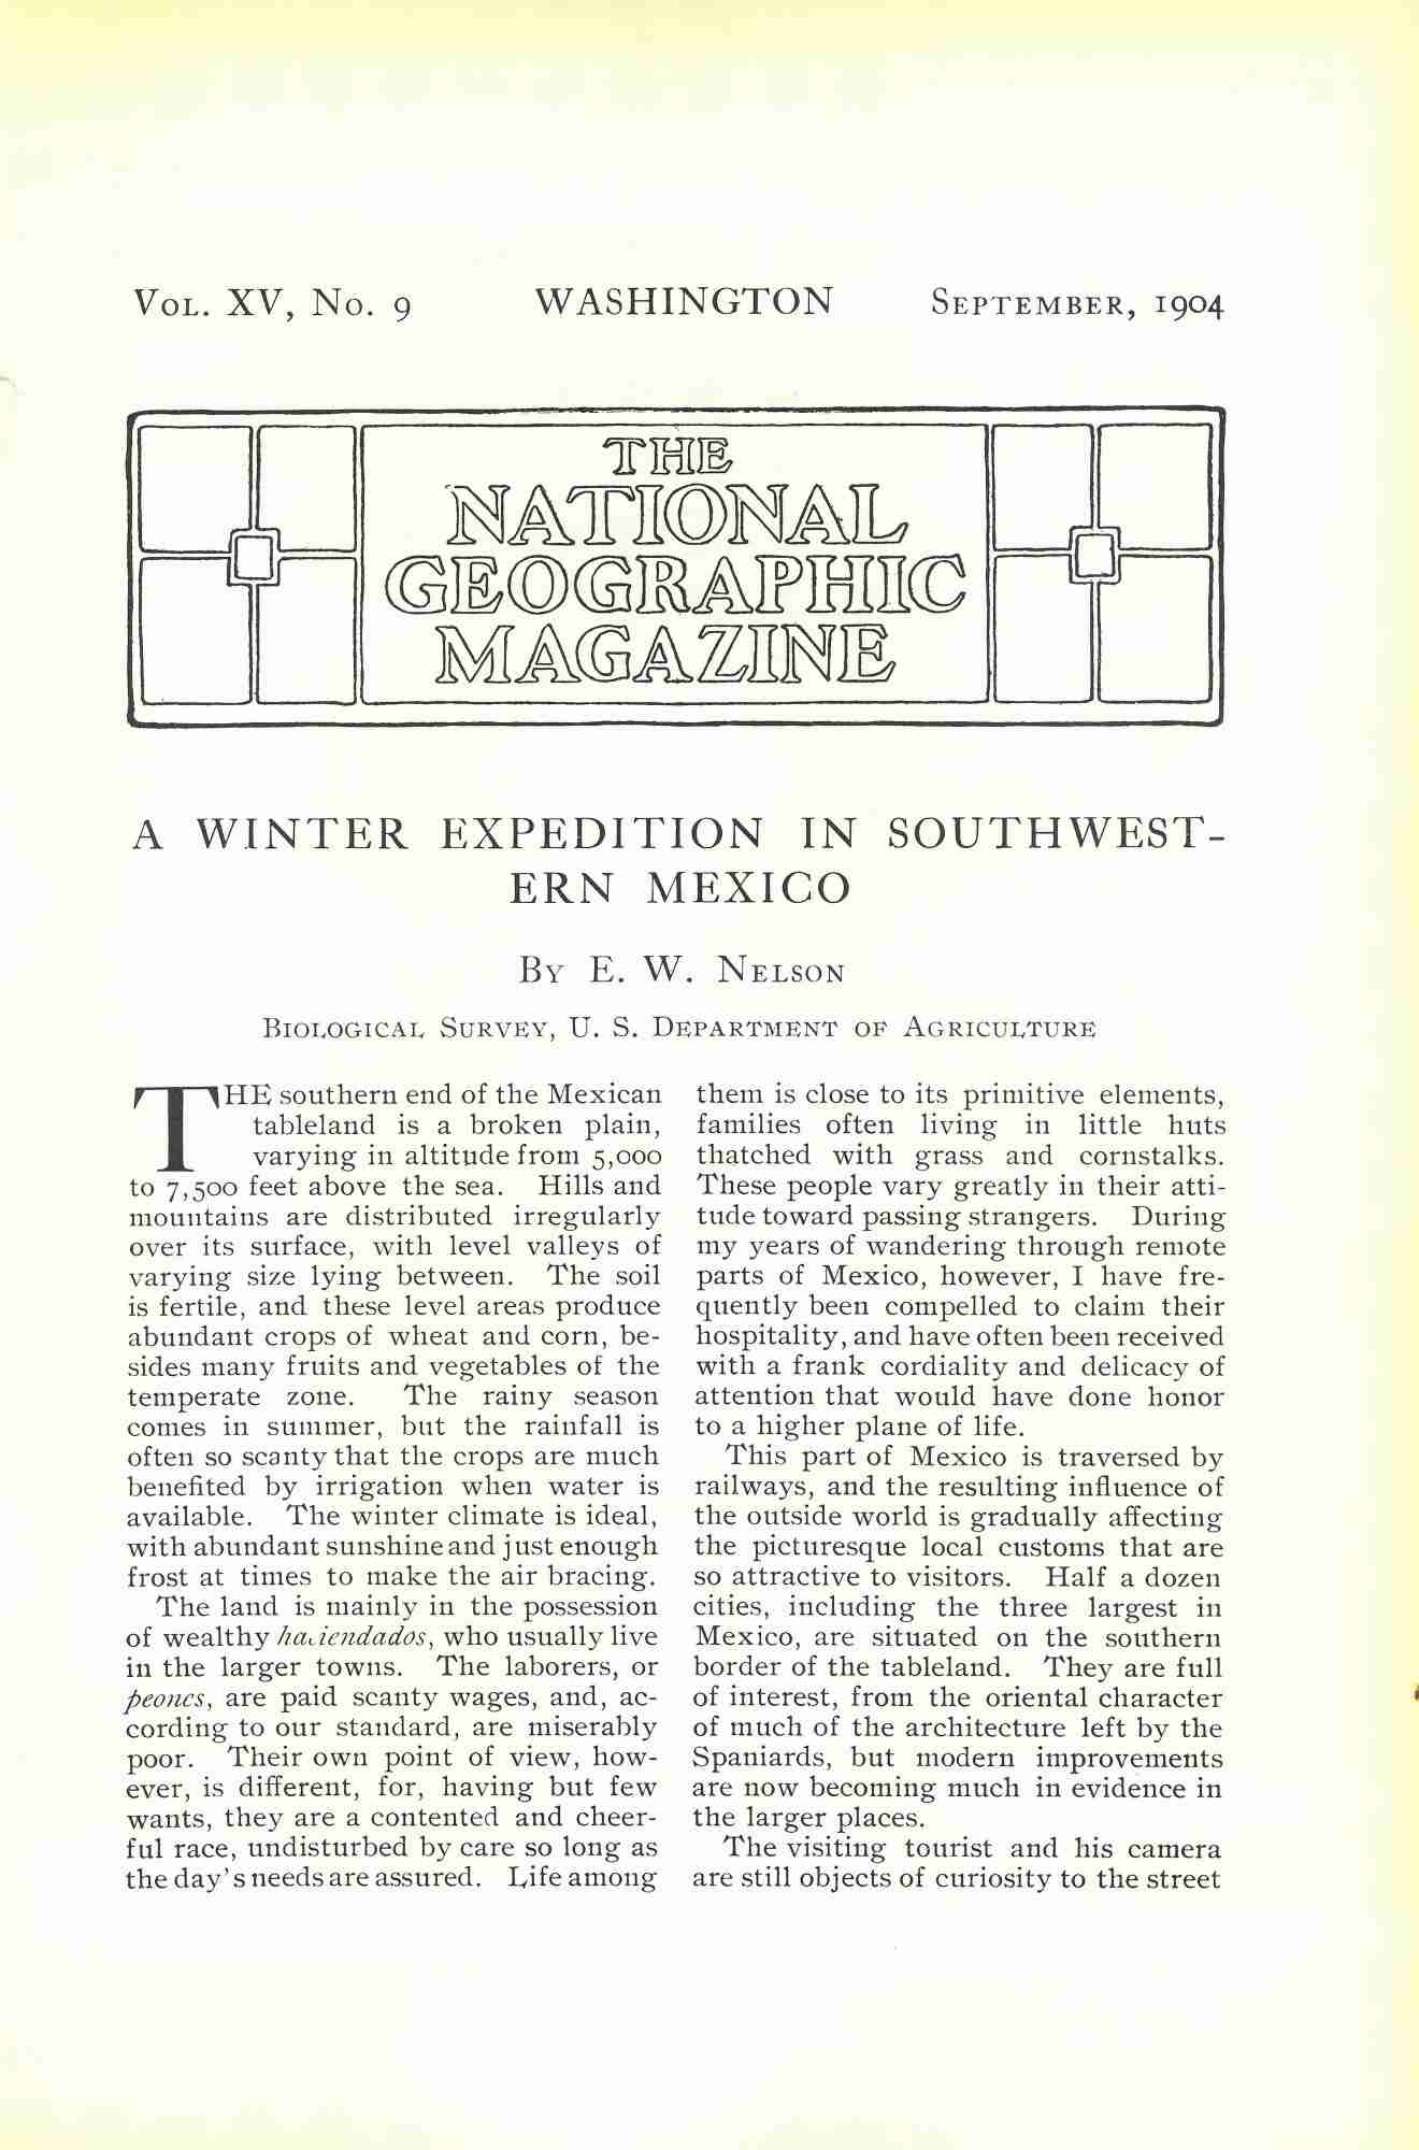 Vol. XV, No. 9 WASHINGTON September, 1904
THE
NATIONAL
GEOGRAPHIC
MAGAZINE
A WINTER EXPEDITION IN SOUTHWEST-
ERN MEXICO
By E. W. Nelson
Biological Survey, U. S. Department of Agriculture
THE southern end of the Mexican
tableland is a broken plain,
varying in altitude from 5,000
to 7,500 feet above the sea. Hills and
mountains are distributed irregularly
over its surface, with level valleys of
varying size lying between. The soil
is fertile, and these level areas produce
abundant crops of wheat and corn, be-
sides many fruits and vegetables of the
temperate zone. The rainy season
comes in summer, but the rainfall is
often so scanty that the crops are much
benefited by irrigation when water is
available. The winter climate is ideal,
with abundant sunshine and just enough
frost at times to make the air bracing.
The land is mainly in the possession
of wealthy haciendados, who usually live
in the larger towns. The laborers, or
peones, are paid scanty wages, and, ac-
cording to our standard, are miserably
poor. Their own point of view, how-
ever, is different, for, having but few
wants, they are a contented and cheer-
ful race, undisturbed by care so long as
the day's needs are assured. Life among
them is close to its primitive elements,
families often living in little huts
thatched with grass and cornstalks.
These people vary greatly in their atti-
tude toward passing strangers. During
my years of wandering through remote
parts of Mexico, however, I have fre-
quently been compelled to claim their
hospitality, and have often been received
with a frank cordiality and delicacy of
attention that would have done honor
to a higher plane of life.
This part of Mexico is traversed by
railways, and the resulting influence of
the outside world is gradually affecting
the picturesque local customs that are
so attractive to visitors. Half a dozen
cities, including the three largest in
Mexico, are situated on the southern
border of the tableland. They are full
of interest, from the oriental character
of much of the architecture left by the
Spaniards, but modern improvements
are now becoming much in evidence in
the larger places.
The visiting tourist and his camera
are still objects of curiosity to the street